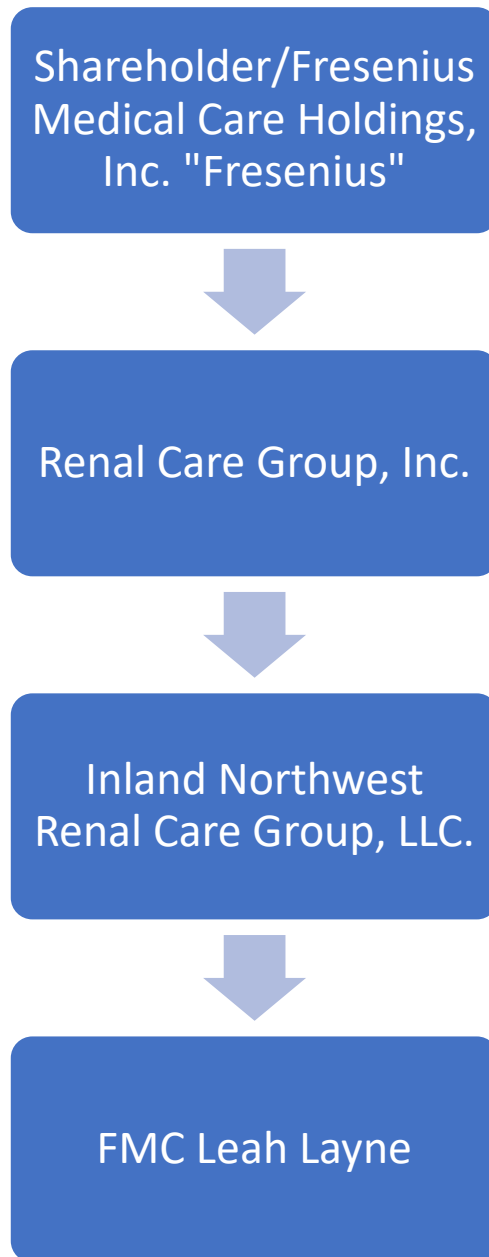 Shareholder/Fresenius
Medical Care Holdings,
Inc. "Fresenius"
Renal Care Group, Inc.
Inland Northwest
Renal Care Group, LLC.
FMC Leah Layne